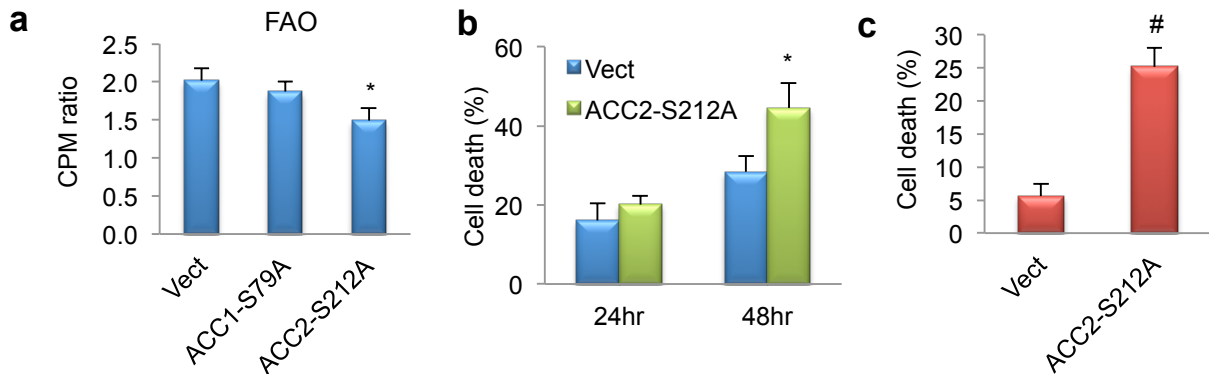 a
FAO
CPM ratio
2.5
2.0
1.5
1.0
0.5
0.0
*
Vect
ACC1-S79A
ACC2-S212A
b
Cell death (%)
60
40
20
0
Vect
ACC2-S212A
*
24hr
48hr
c
Cell death (%)
30
25
20
15
10
5
0
#
Vect
ACC2-S212A